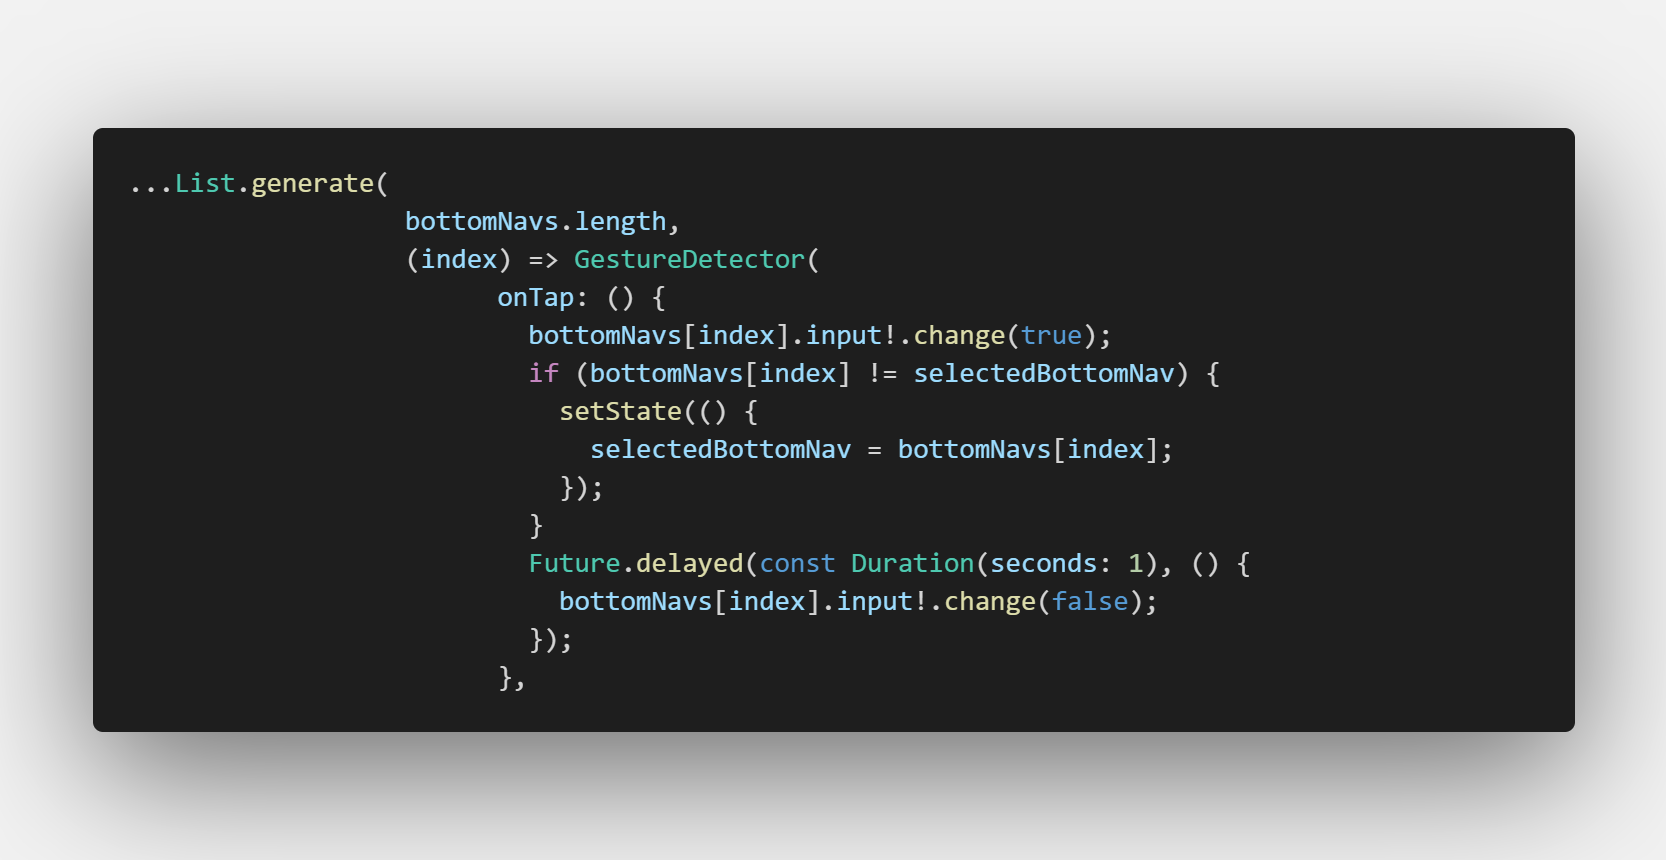 ...List.generate(
bottomNavs.length,
(index) => GestureDetector(
onTap: () {
bottomNavs[index].input!.change(true);
if (bottomNavs[index] != selectedBottomNav) {
setState(() {
selectedBottomNav = bottomNavs[index];
});
}
Future.delayed(const Duration(seconds: 1), () {
bottomNavs[index].input!.change(false);
});
},